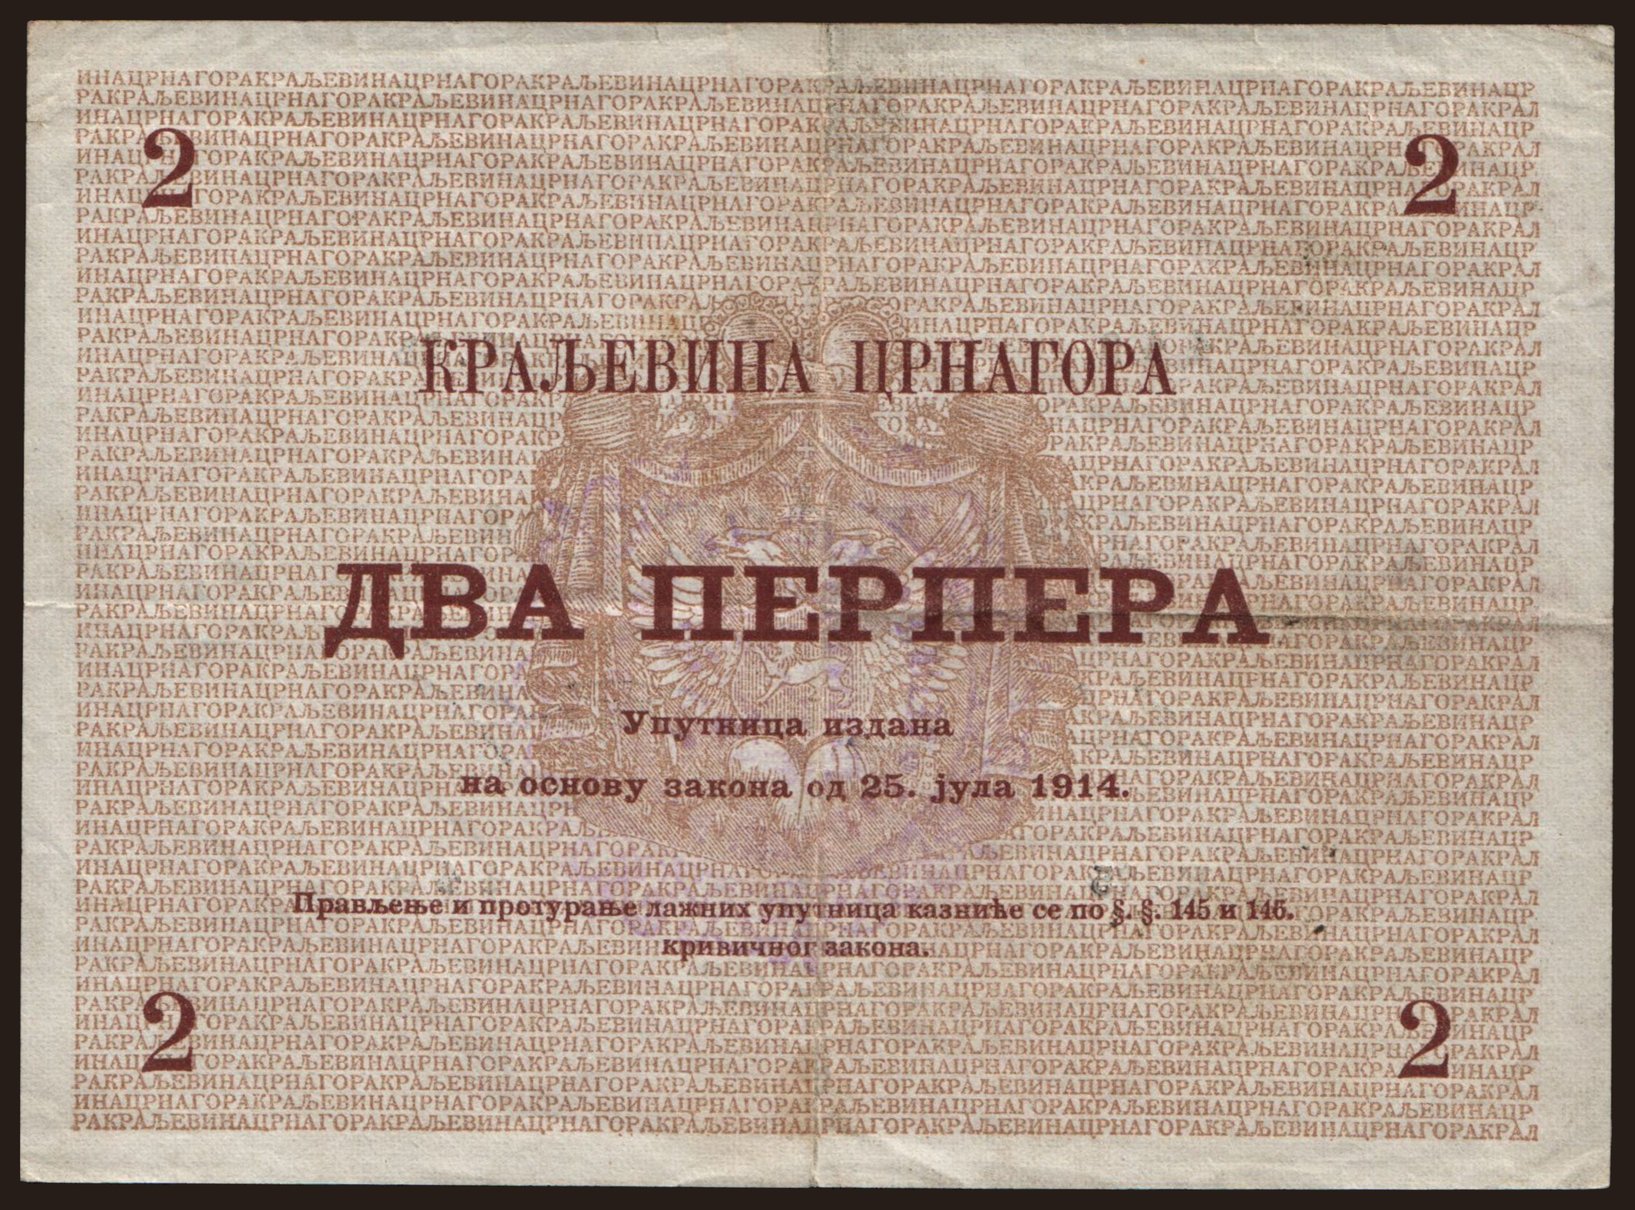 2 2
КРАЉЕВИНА ЦРНАГОРА
ДВА ПЕРПЕРА
Упутница издана
на основу закона од 25. јула 1914.
Прављење и протурање лажних упутница казниће се по §. §. 145 и 146.
кривичног закона.
2 2